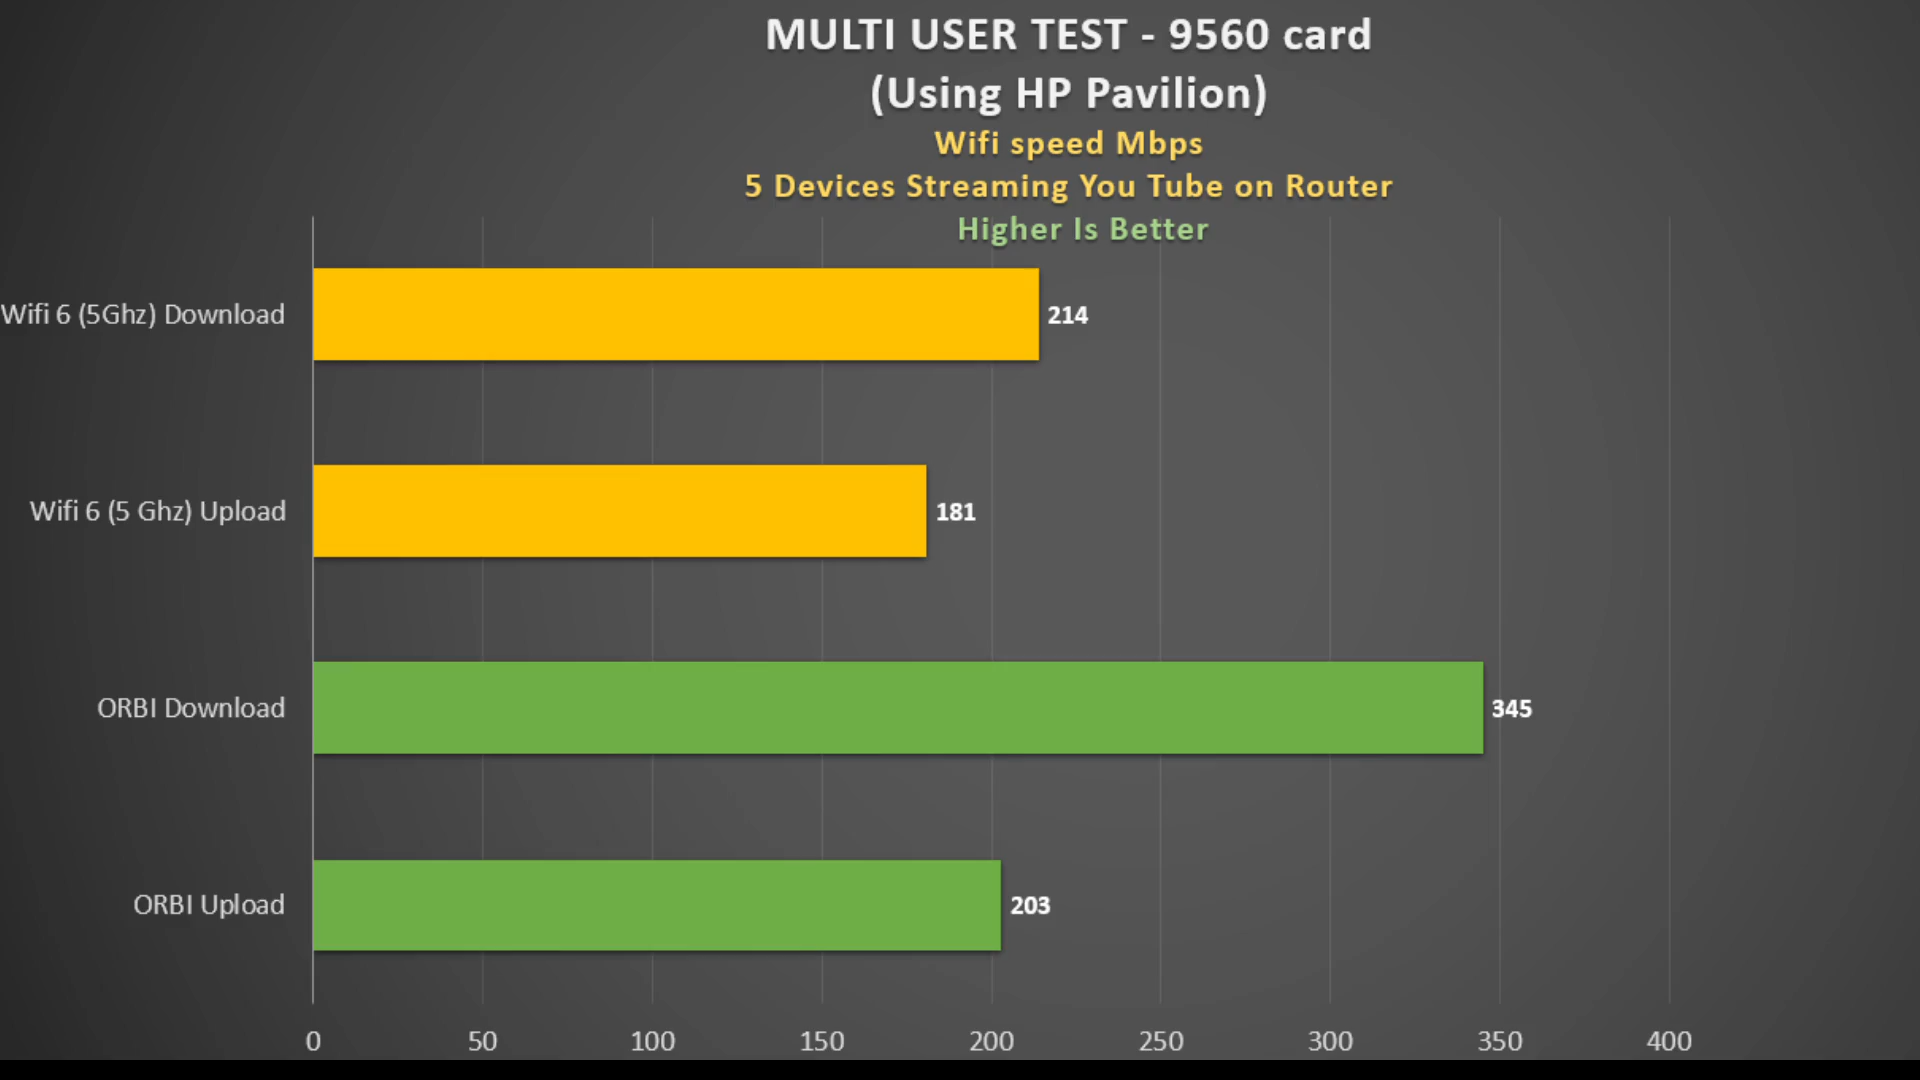 MULTI USER TEST - 9560 card
(Using HP Pavilion)
Wifi speed Mbps
5 Devices Streaming You Tube on Router
Higher Is Better
Wifi 6 (5Ghz) Download
214
Wifi 6 (5 Ghz) Upload
181
ORBI Download
345
ORBI Upload
203
0 50 100 150 200 250 300 350 400